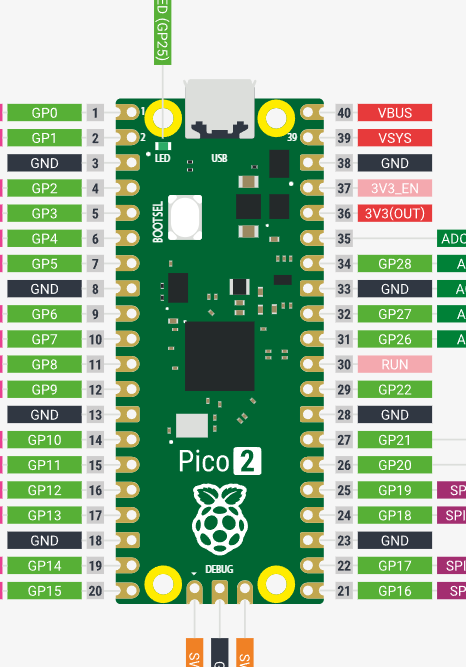 LED (GP25)
GP0 1 1 40 VBUS
GP1 2 2 39 39 VSYS
LED USB
GND 3 38 GND
GP2 4 37 3V3_EN
BOOTSEL
GP3 5 36 3V3(OUT)
GP4 6 35 ADC
GP5 7 34 GP28 A
GND 8 33 GND A
GP6 9 32 GP27 A
GP7 10 31 GP26 A
GP8 11 30 RUN
GP9 12 29 GP22
GND 13 28 GND
GP10 14 27 GP21
Pico 2
GP11 15 26 GP20
GP12 16 25 GP19 SP
GP13 17 24 GP18 SPI
GND 18 23 GND
GP14 19 22 GP17 SPI
DEBUG
GP15 20 21 GP16 SP
SW G SW